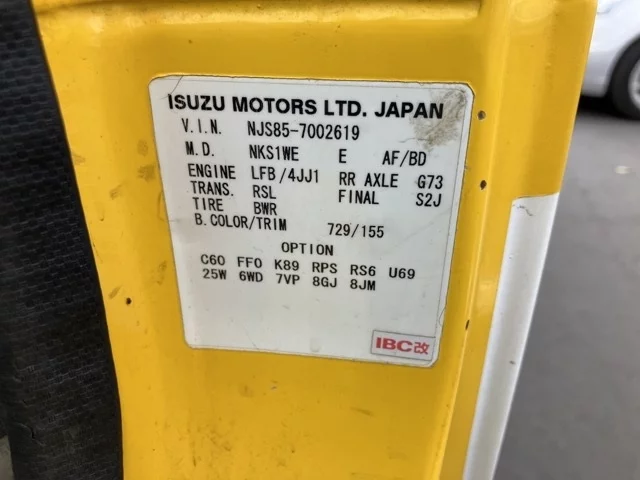 ISUZU MOTORS LTD. JAPAN
V.I.N. NJS85-7002619
M.D. NKS1WE E AF/BD
ENGINE LFB/4JJ1 RR AXLE G73
TRANS. RSL FINAL S2J
TIRE BWR
B.COLOR/TRIM 729/155
OPTION
C60 FF0 K89 RPS RS6 U69
25W 6WD 7VP 8GJ 8JM
IBC改